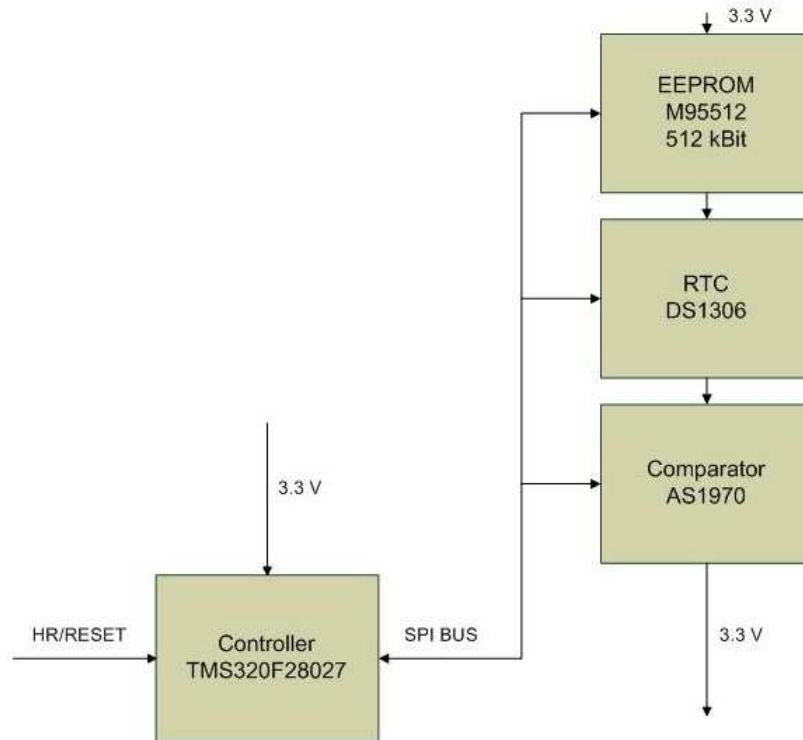 3.3 V
EEPROM
M95512
512 kBit
RTC
DS1306
Comparator
AS1970
3.3 V
HR/RESET
Controller
TMS320F28027
SPI BUS
3.3 V